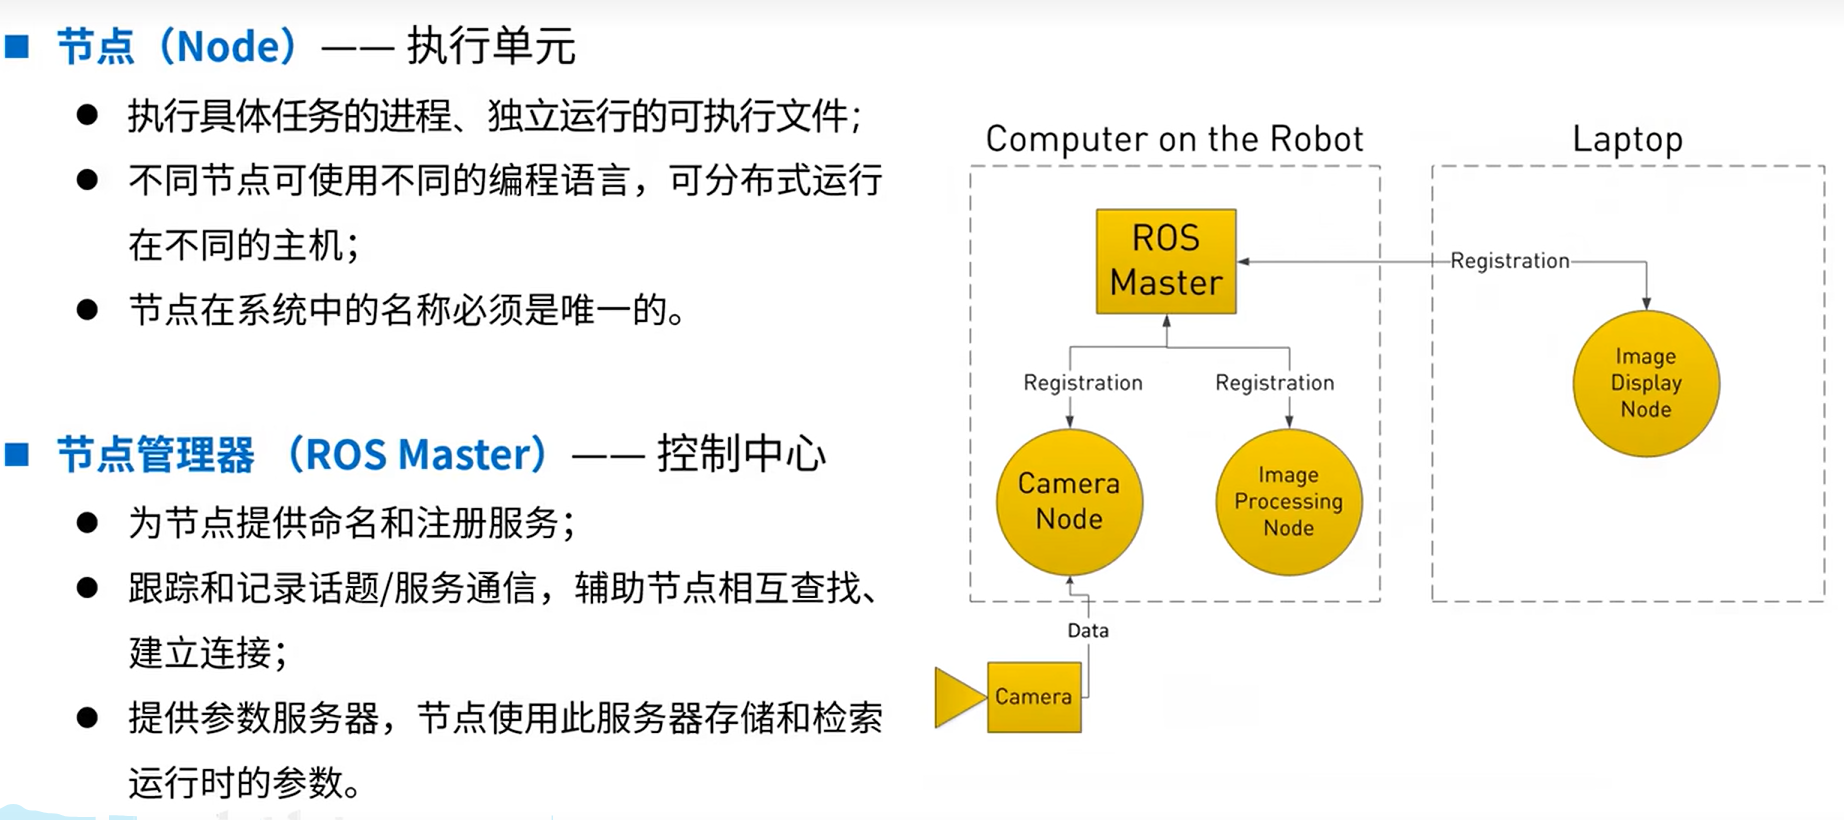 节点（Node）—— 执行单元
执行具体任务的进程、独立运行的可执行文件；
不同节点可使用不同的编程语言，可分布式运行
在不同的主机；
节点在系统中的名称必须是唯一的。
节点管理器 （ROS Master）—— 控制中心
为节点提供命名和注册服务；
跟踪和记录话题/服务通信，辅助节点相互查找、
建立连接；
提供参数服务器，节点使用此服务器存储和检索
运行时的参数。
Computer on the Robot
ROS
Master
Registration
Registration
Camera
Node
Image
Processing
Node
Data
Camera
Laptop
Registration
Image
Display
Node